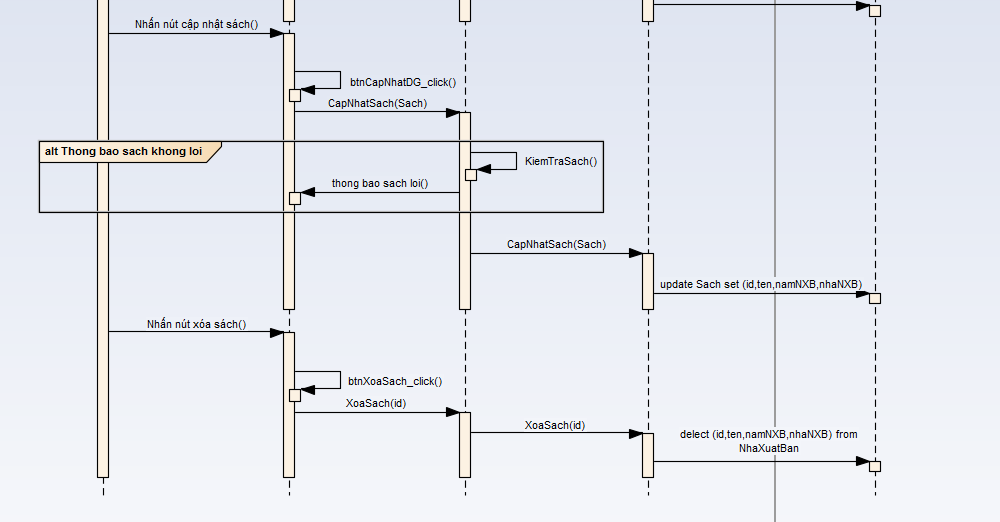 Nhấn nút cập nhật sách()
btnCapNhatDG_click()
CapNhatSach(Sach)
alt Thong bao sach khong loi
KiemTraSach()
thong bao sach loi()
CapNhatSach(Sach)
update Sach set (id,ten,namNXB,nhaNXB)
Nhấn nút xóa sách()
btnXoaSach_click()
XoaSach(id)
XoaSach(id)
delect (id,ten,namNXB,nhaNXB) from
NhaXuatBan